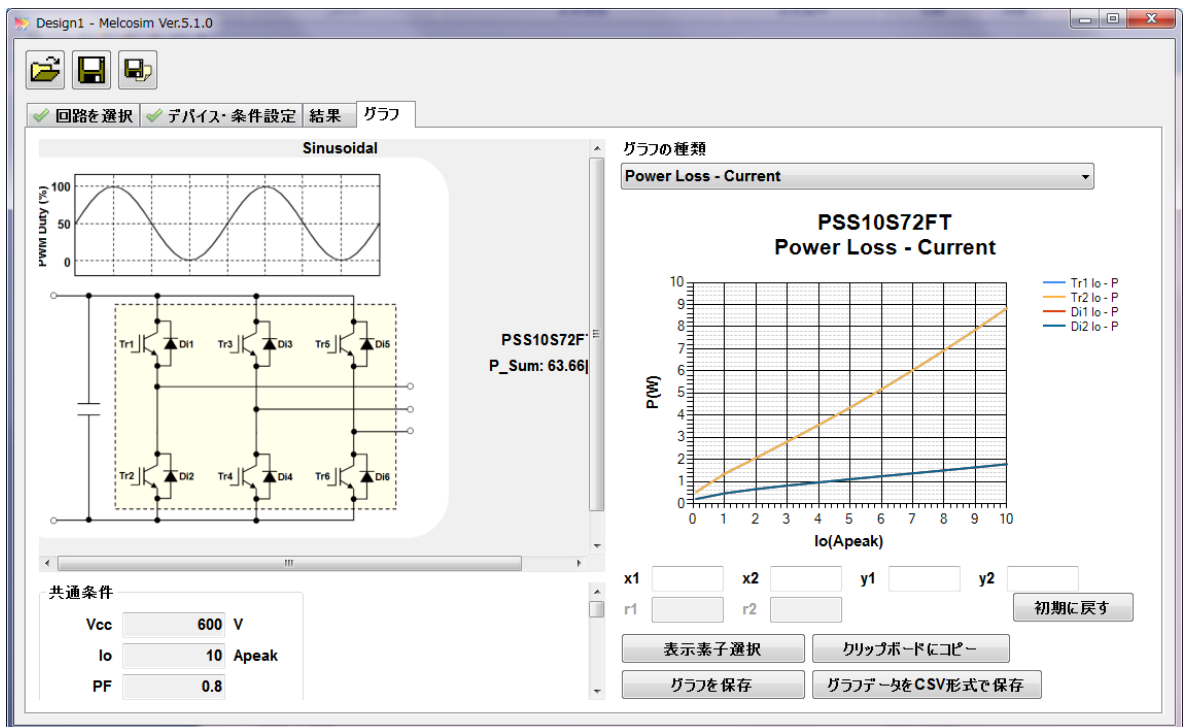 Design1 - Melcosim Ver.5.1.0
回路を選択 デバイス・条件設定 結果 グラフ
Sinusoidal
PWM Duty (%)
100
50
0
Tr1 Di1 Tr3 Di3 Tr5 Di5
Tr2 Di2 Tr4 Di4 Tr6 Di6
PSS10S72F
P_Sum: 63.66
共通条件
Vcc 600 V
Io 10 Apeak
PF 0.8
グラフの種類
Power Loss - Current
PSS10S72FT
Power Loss - Current
Tr1 Io - P
Tr2 Io - P
Di1 Io - P
Di2 Io - P
P(W)
10
9
8
7
6
5
4
3
2
1
0
0 1 2 3 4 5 6 7 8 9 10
Io(Apeak)
x1 x2 y1 y2
r1 r2 初期に戻す
表示素子選択 クリップボードにコピー
グラフを保存 グラフデータをCSV形式で保存